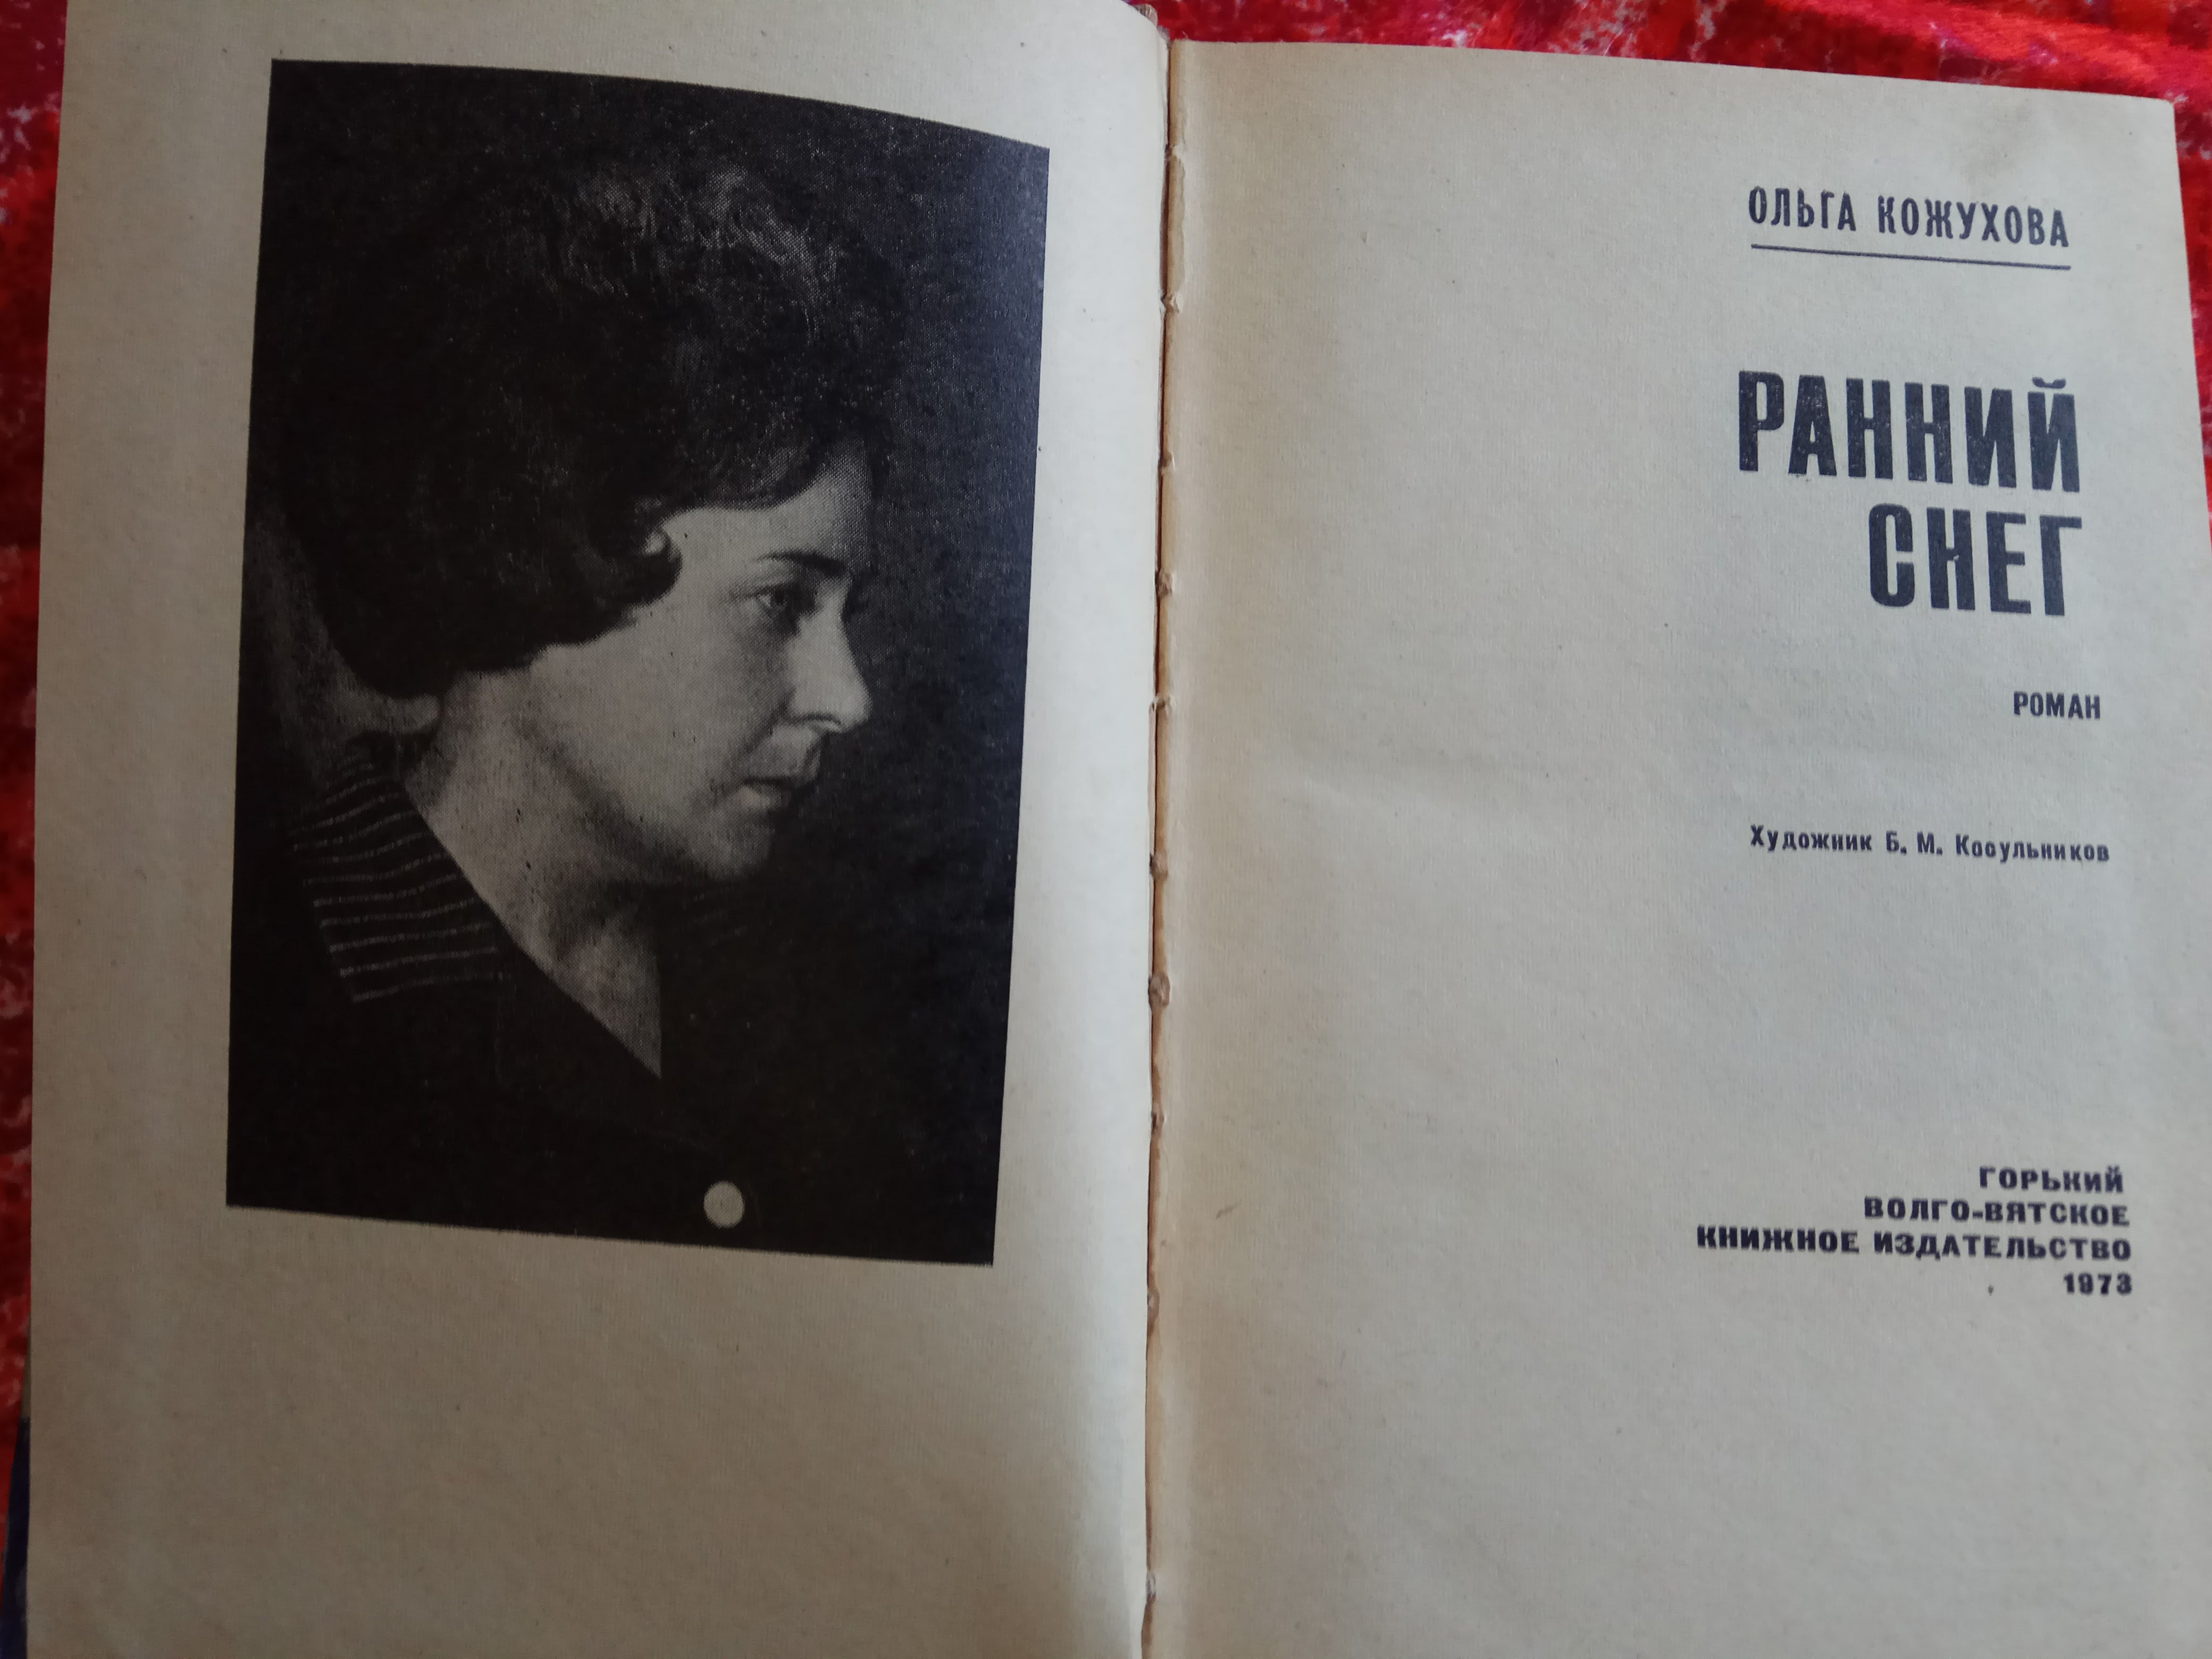 ОЛЬГА КОЖУХОВА
РАННИЙ
СНЕГ
РОМАН
Художник Б. М. Косульников
ГОРЬКИЙ
ВОЛГО-ВЯТСКОЕ
КНИЖНОЕ ИЗДАТЕЛЬСТВО
1973